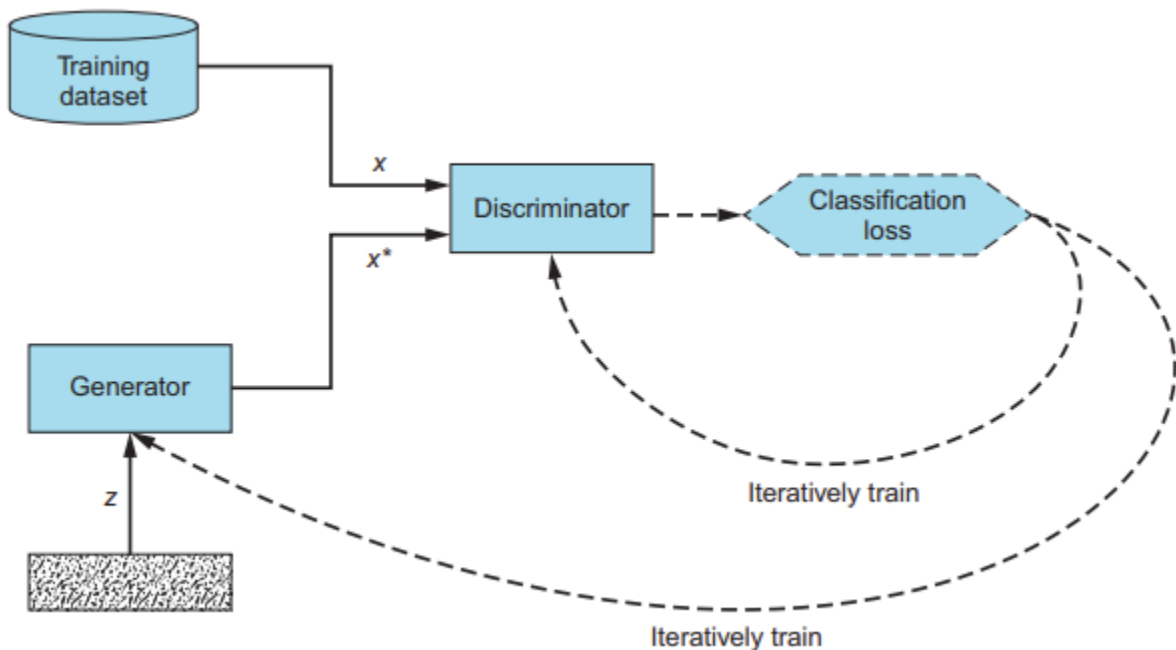 Training
dataset
x
Discriminator
Classification
loss
x*
Generator
z
Iteratively train
Iteratively train